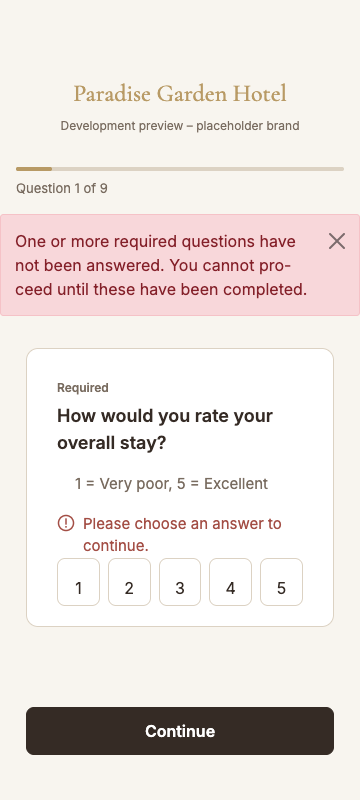 Paradise Garden Hotel
Development preview – placeholder brand
Question 1 of 9
One or more required questions have
not been answered. You cannot pro-
ceed until these have been completed.
Required
How would you rate your
overall stay?
1 = Very poor, 5 = Excellent
Please choose an answer to
continue.
1 2 3 4 5
Continue